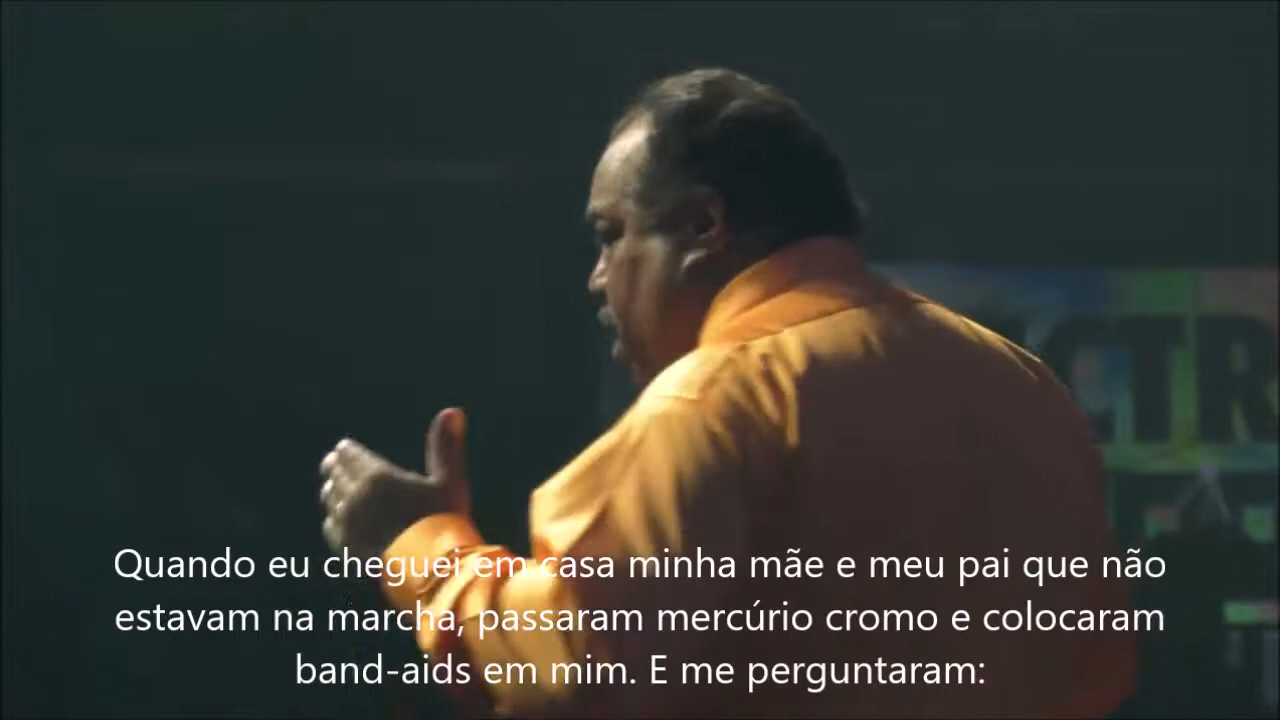 CTR
Quando eu cheguei em casa minha mãe e meu pai que não
estavam na marcha, passaram mercúrio cromo e colocaram
band-aids em mim. E me perguntaram: